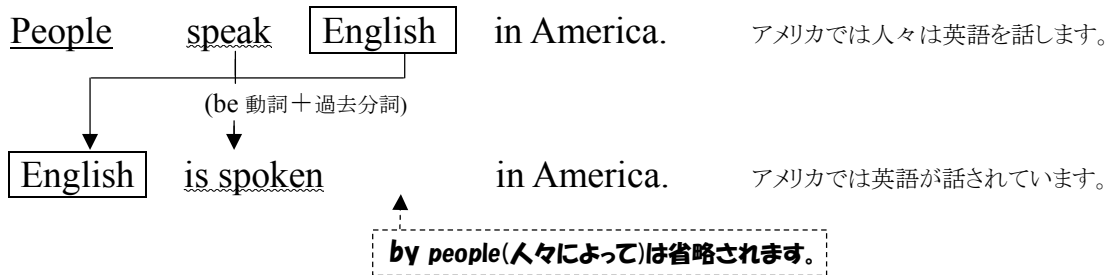 People speak English in America. アメリカでは人々は英語を話します。
(be 動詞＋過去分詞)
English is spoken in America. アメリカでは英語が話されています。
by people(人々によって)は省略されます。